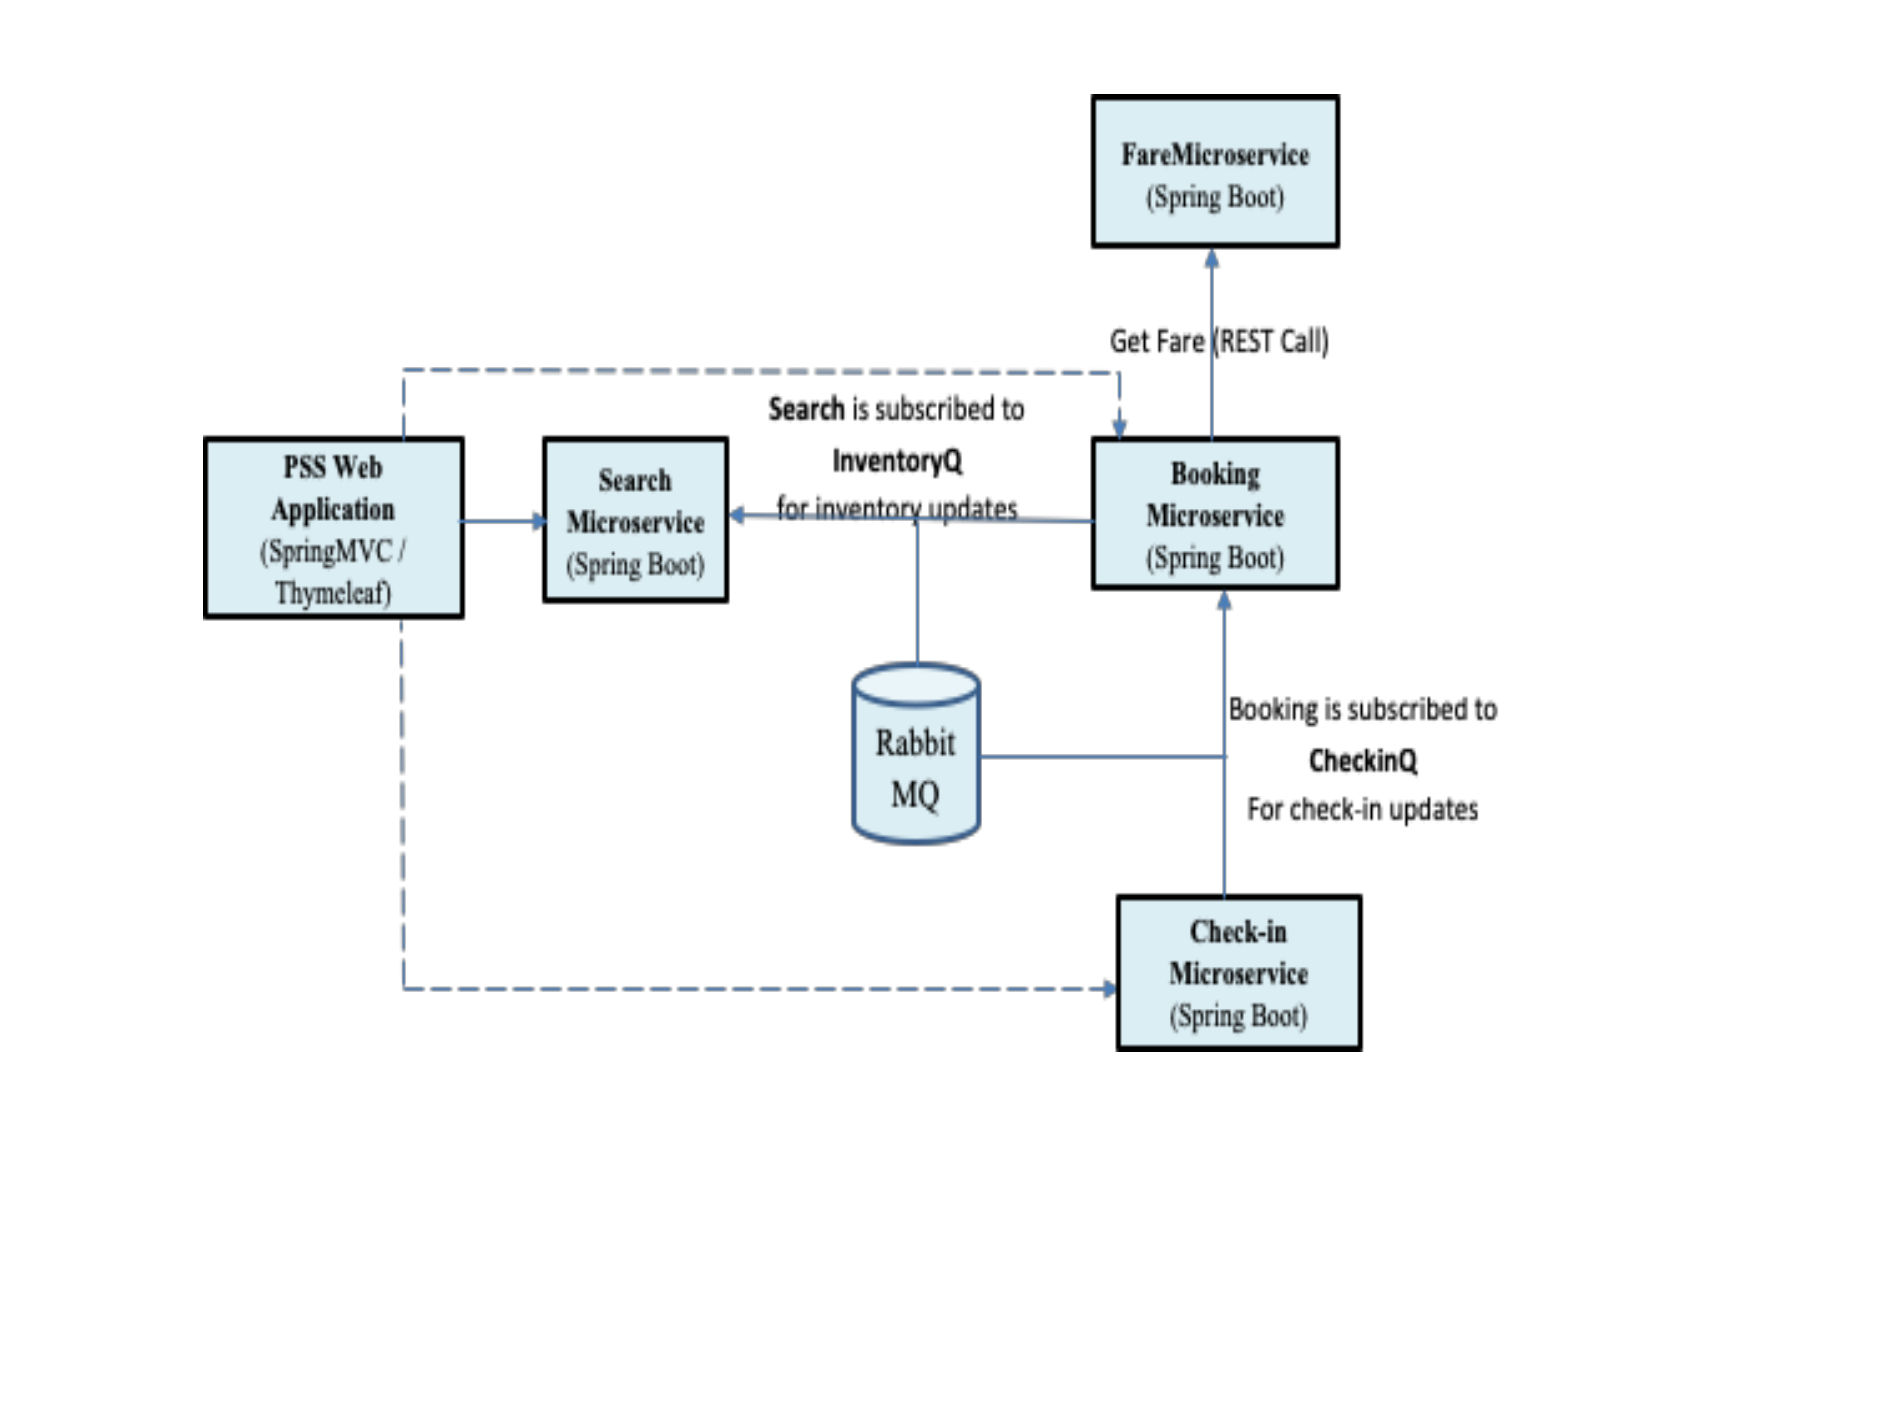 FareMicroservice
(Spring Boot)
Get Fare (REST Call)
Search is subscribed to
InventoryQ
for inventory updates
PSS Web
Application
(SpringMVC /
Thymeleaf)
Search
Microservice
(Spring Boot)
Booking
Microservice
(Spring Boot)
Rabbit
MQ
Booking is subscribed to
CheckinQ
For check-in updates
Check-in
Microservice
(Spring Boot)